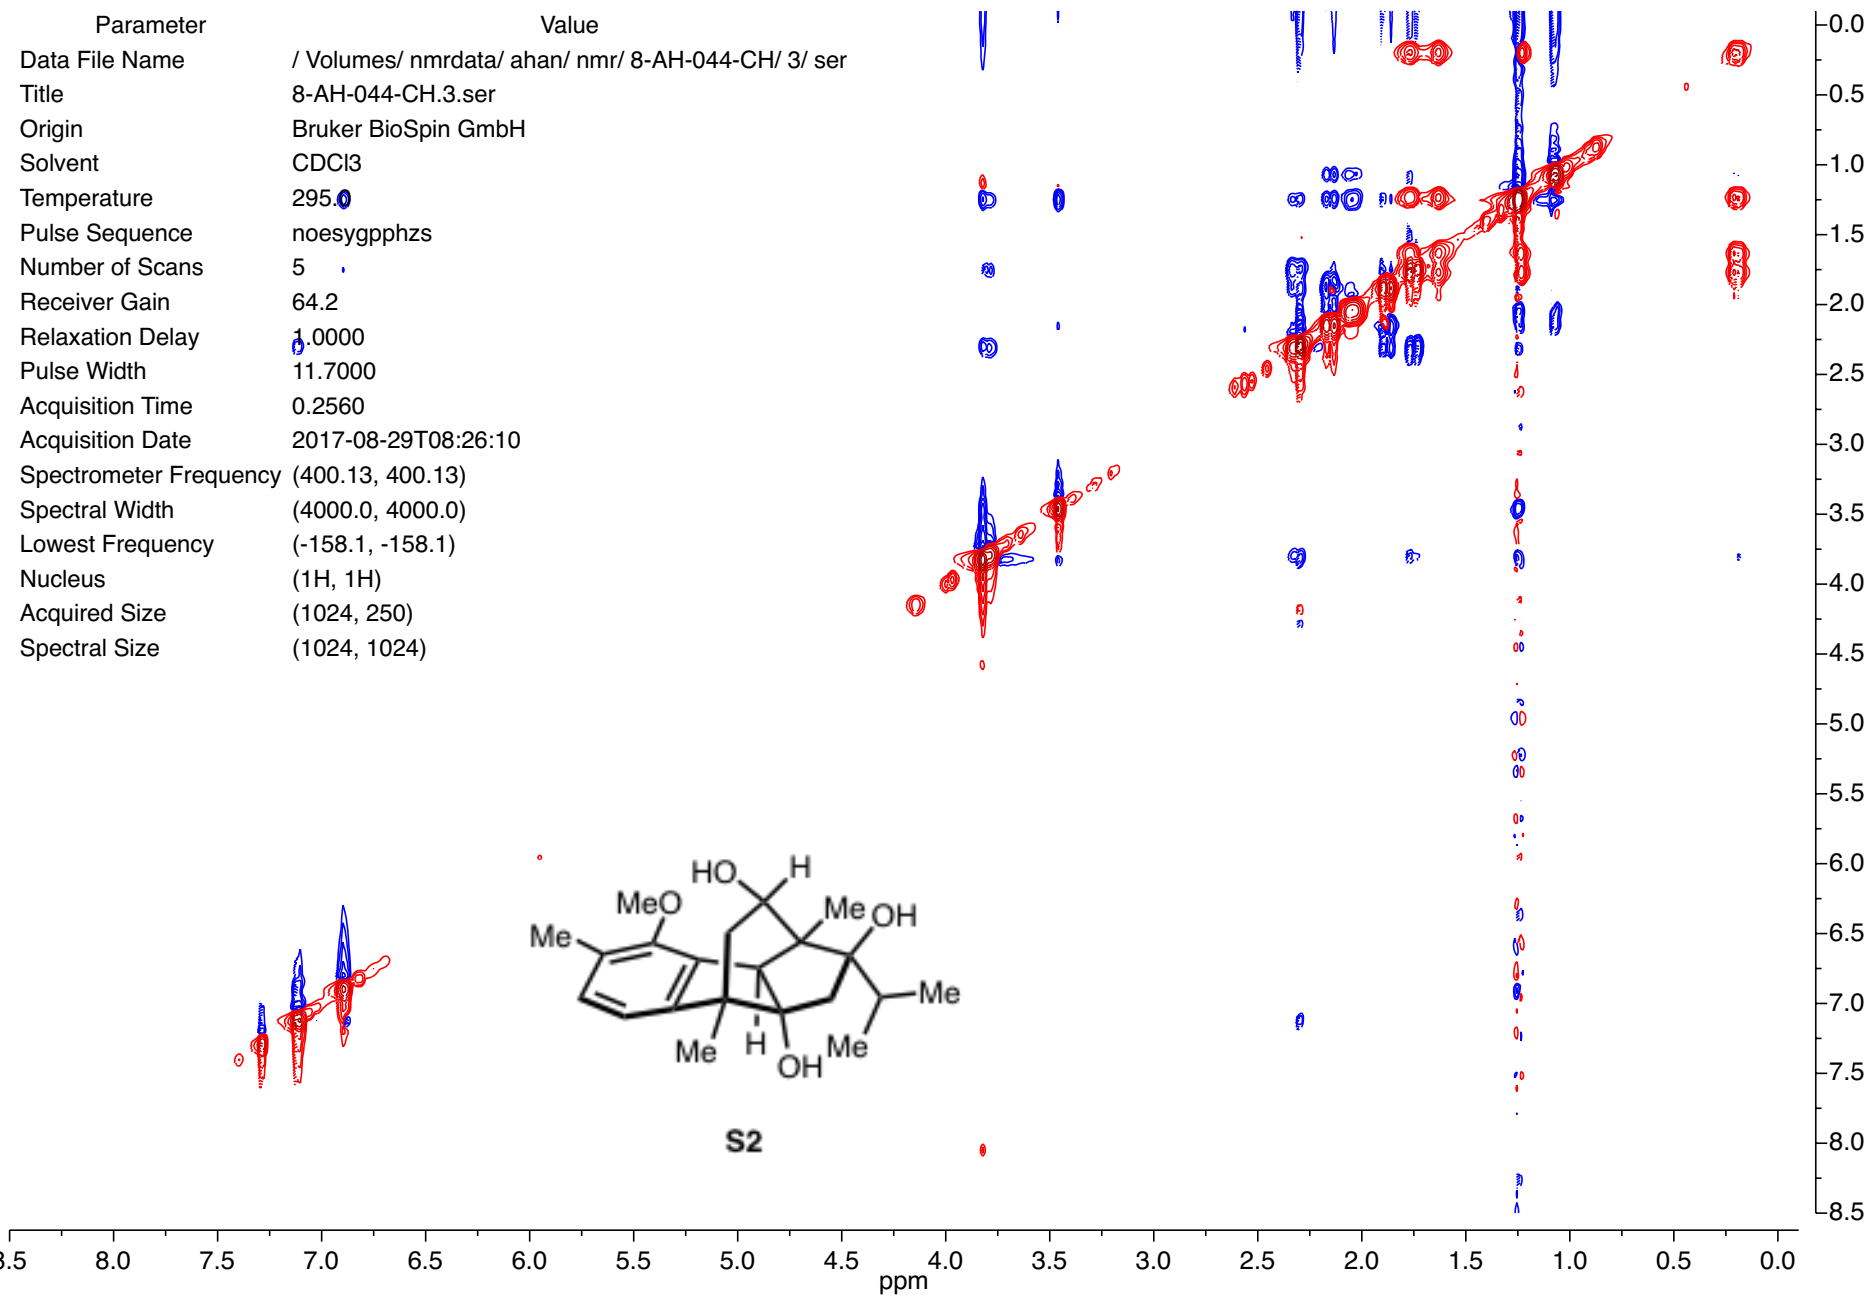 Parameter Value
Data File Name / Volumes/ nmrdata/ ahan/ nmr/ 8-AH-044-CH/ 3/ ser
Title 8-AH-044-CH.3.ser
Origin Bruker BioSpin GmbH
Solvent CDCl3
Temperature 295.0
Pulse Sequence noesygpphzs
Number of Scans 5
Receiver Gain 64.2
Relaxation Delay 1.0000
Pulse Width 11.7000
Acquisition Time 0.2560
Acquisition Date 2017-08-29T08:26:10
Spectrometer Frequency (400.13, 400.13)
Spectral Width (4000.0, 4000.0)
Lowest Frequency (-158.1, -158.1)
Nucleus (1H, 1H)
Acquired Size (1024, 250)
Spectral Size (1024, 1024)
0.0
0.5
1.0
1.5
2.0
2.5
3.0
3.5
4.0
4.5
5.0
5.5
6.0
6.5
7.0
7.5
8.0
8.5
HO H
MeO Me OH
Me
Me
Me H Me
OH
S2
8.0 7.5 7.0 6.5 6.0 5.5 5.0 4.5 4.0 3.5 3.0 2.5 2.0 1.5 1.0 0.5 0.0
ppm